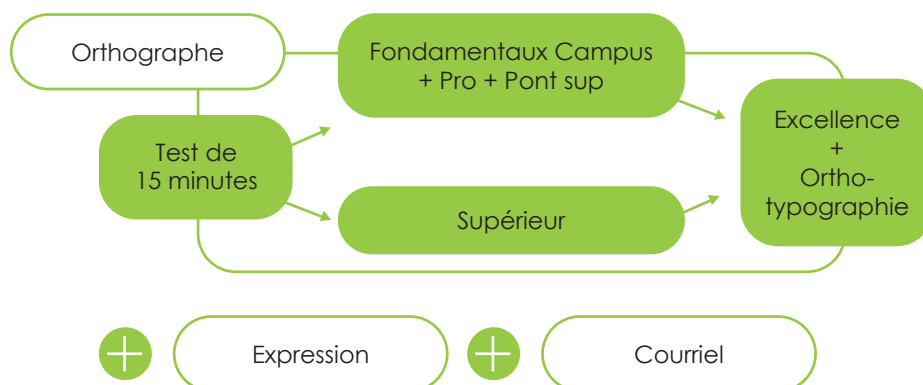 Orthographe
Fondamentaux Campus
+ Pro + Pont sup
Test de
15 minutes
Supérieur
Excellence
+
Ortho-
typographie
Expression
Courriel